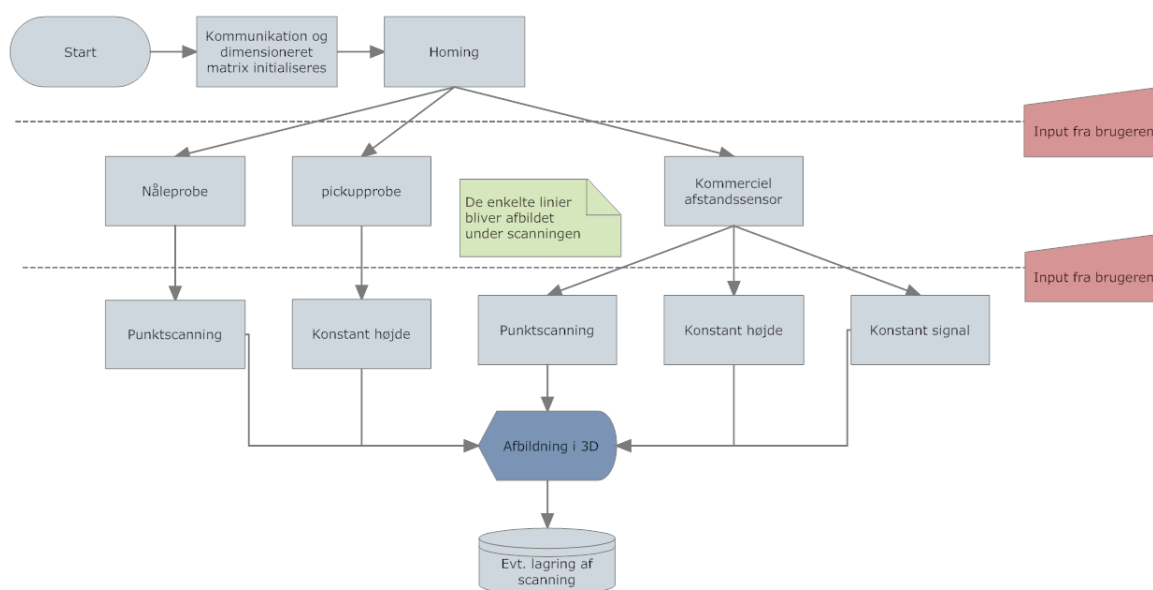 Start
Kommunikation og
dimensioneret
matrix initialiseres
Homing
Input fra brugeren
Nåleprobe
pickupprobe
De enkelte linier
bliver afbildet
under scanningen
Kommerciel
afstandssensor
Input fra brugeren
Punktscanning
Konstant højde
Punktscanning
Konstant højde
Konstant signal
Afbildning i 3D
Evt. lagring af
scanning